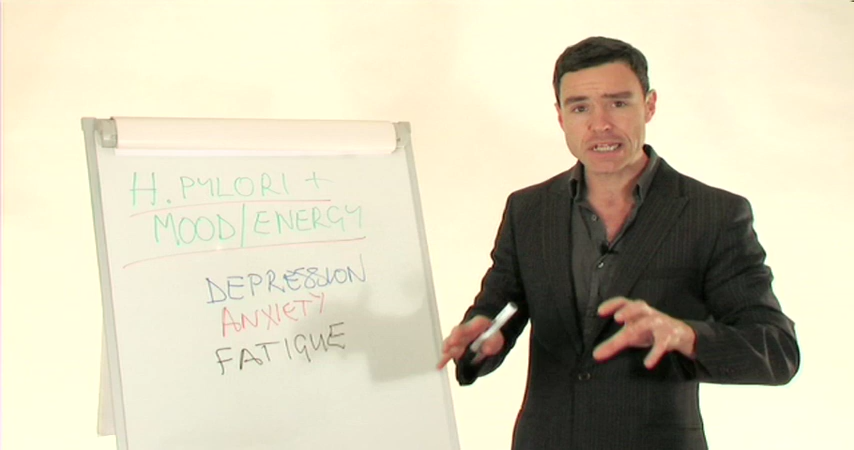 H. PYLORI +
MOOD/ENERGY
DEPRESSION
ANXIETY
FATIGUE